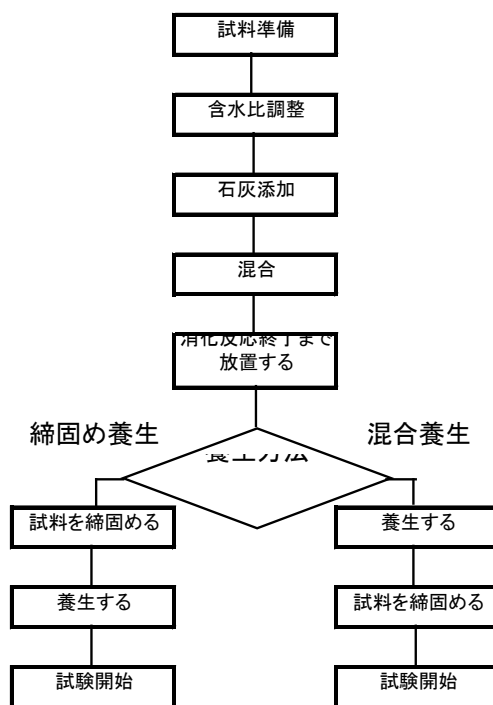 試料準備
含水比調整
石灰添加
混合
消化反応終了まで
放置する
締固め養生
混合養生
養生方法
試料を締固める
養生する
養生する
試料を締固める
試験開始
試験開始